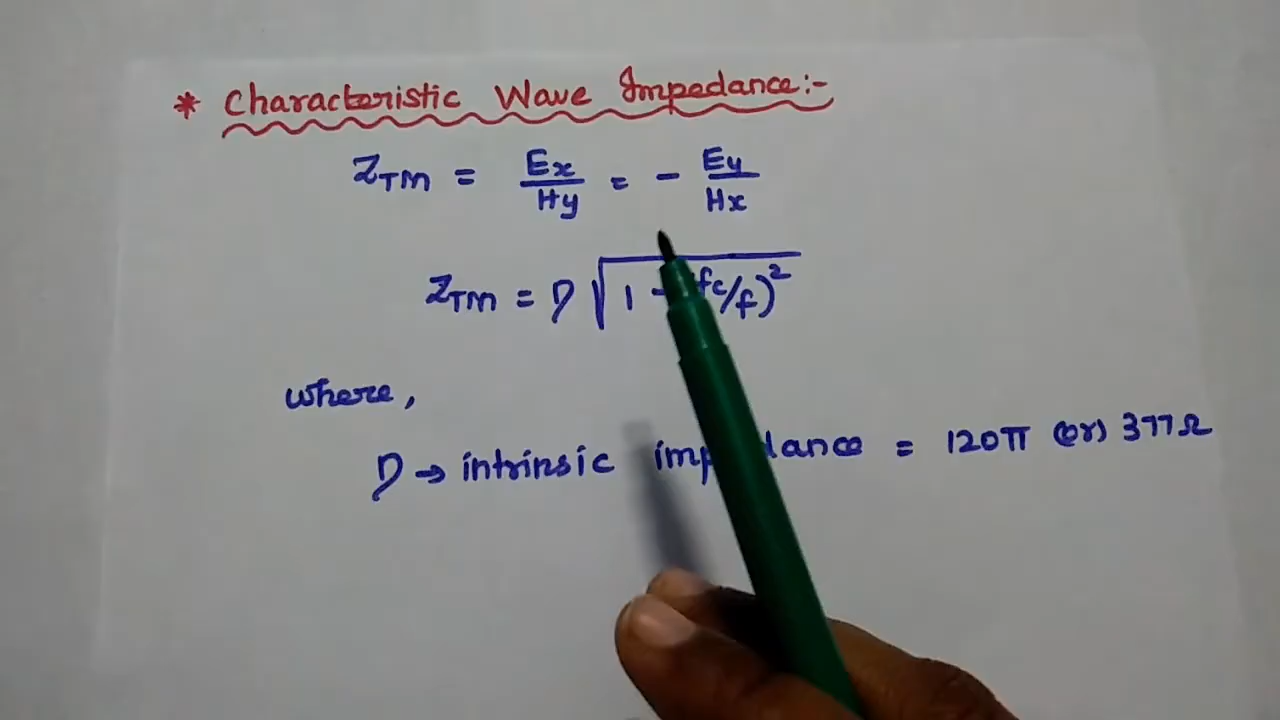 * Characteristic Wave Impedance:-
Z_TM = Ex/Hy = - Ey/Hx
Z_TM = η √(1 - fc/f)²
where,
η → intrinsic impedance = 120π (or) 377Ω